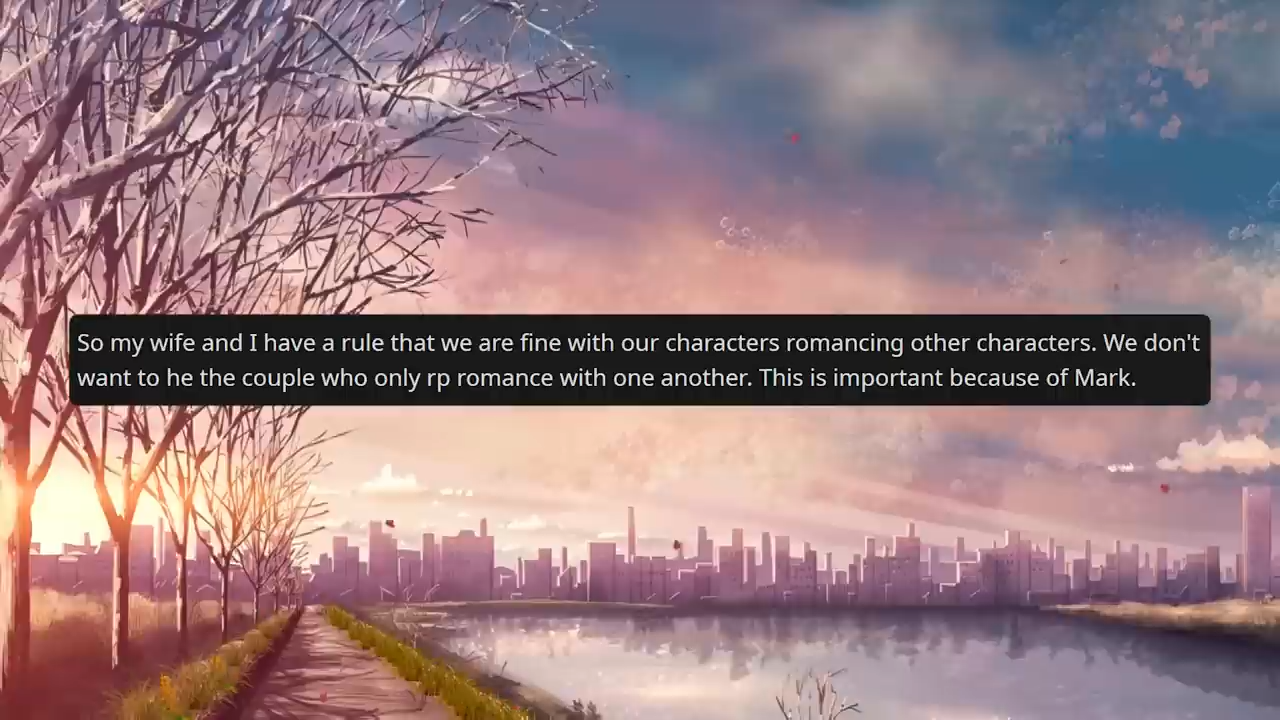 So my wife and I have a rule that we are fine with our characters romancing other characters. We don't
want to he the couple who only rp romance with one another. This is important because of Mark.